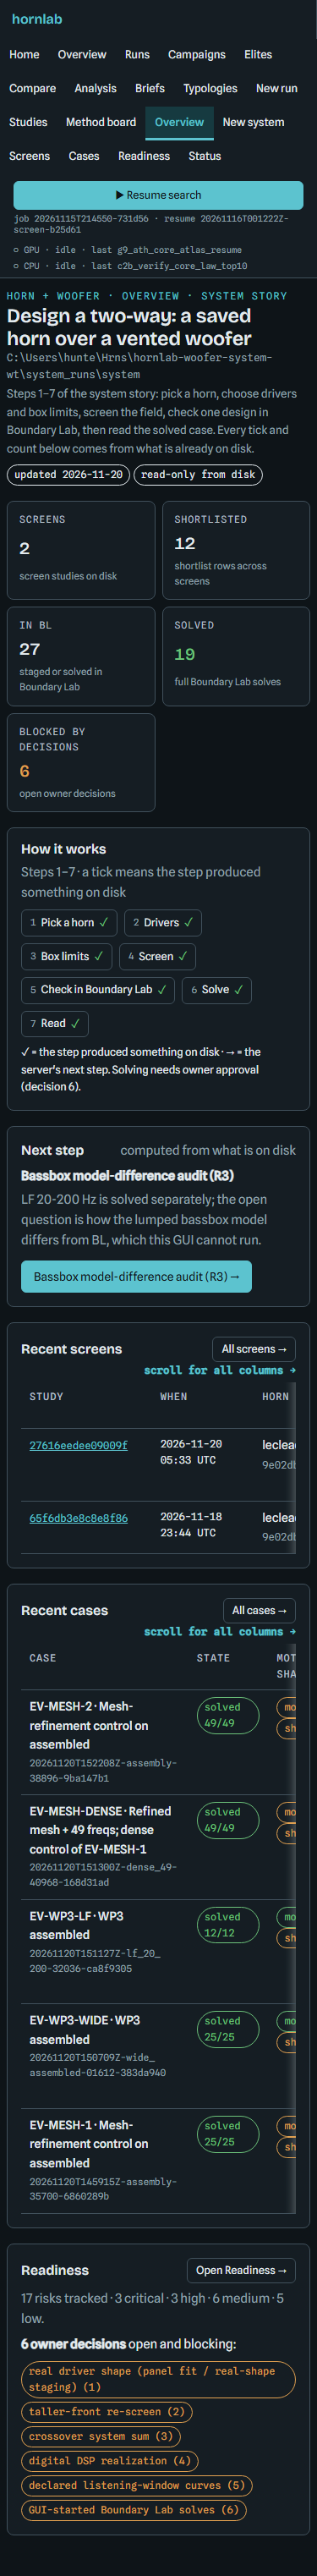 hornlab
Home Overview Runs Campaigns Elites
Compare Analysis Briefs Typologies New run
Studies Method board Overview New system
Screens Cases Readiness Status
▶ Resume search
job 20261115T214550-731d56 · resume 20261116T001222Z-
screen-b25d61
○ GPU · idle · last g9_ath_core_atlas_resume
○ CPU · idle · last c2b_verify_core_law_top10
HORN + WOOFER · OVERVIEW · SYSTEM STORY
Design a two-way: a saved
horn over a vented woofer
C:\Users\hunte\Hrns\hornlab-woofer-system-
wt\system_runs\system
Steps 1–7 of the system story: pick a horn, choose drivers
and box limits, screen the field, check one design in
Boundary Lab, then read the solved case. Every tick and
count below comes from what is already on disk.
updated 2026-11-20 read-only from disk
SCREENS
2
screen studies on disk
SHORTLISTED
12
shortlist rows across
screens
IN BL
27
staged or solved in
Boundary Lab
SOLVED
19
full Boundary Lab solves
BLOCKED BY
DECISIONS
6
open owner decisions
How it works
Steps 1–7 · a tick means the step produced
something on disk
1 Pick a horn ✓ 2 Drivers ✓
3 Box limits ✓ 4 Screen ✓
5 Check in Boundary Lab ✓ 6 Solve ✓
7 Read ✓
✓ = the step produced something on disk · → = the
server's next step. Solving needs owner approval
(decision 6).
Next step computed from what is on disk
Bassbox model-difference audit (R3)
LF 20-200 Hz is solved separately; the open
question is how the lumped bassbox model
differs from BL, which this GUI cannot run.
Bassbox model-difference audit (R3) →
Recent screens All screens →
scroll for all columns →
STUDY WHEN HORN
27616eedee09009f 2026-11-20
05:33 UTC leclea
9e02db
65f6db3e8c8e8f86 2026-11-18
23:44 UTC leclea
9e02db
Recent cases All cases →
scroll for all columns →
CASE STATE MOT
SHA
EV-MESH-2 · Mesh-
refinement control on
assembled
20261120T152208Z-assembly-
38896-9ba147b1
solved
49/49
mo
sh
EV-MESH-DENSE · Refined
mesh + 49 freqs; dense
control of EV-MESH-1
20261120T151300Z-dense_49-
40968-168d31ad
solved
49/49
mo
sh
EV-WP3-LF · WP3
assembled
20261120T151127Z-lf_20_
200-32036-ca8f9305
solved
12/12
mo
sh
EV-WP3-WIDE · WP3
assembled
20261120T150709Z-wide_
assembled-01612-383da940
solved
25/25
mo
sh
EV-MESH-1 · Mesh-
refinement control on
assembled
20261120T145915Z-assembly-
35700-6860289b
solved
25/25
mo
sh
Readiness Open Readiness →
17 risks tracked · 3 critical · 3 high · 6 medium · 5
low.
6 owner decisions open and blocking:
real driver shape (panel fit / real-shape
staging) (1)
taller-front re-screen (2)
crossover system sum (3)
digital DSP realization (4)
declared listening-window curves (5)
GUI-started Boundary Lab solves (6)